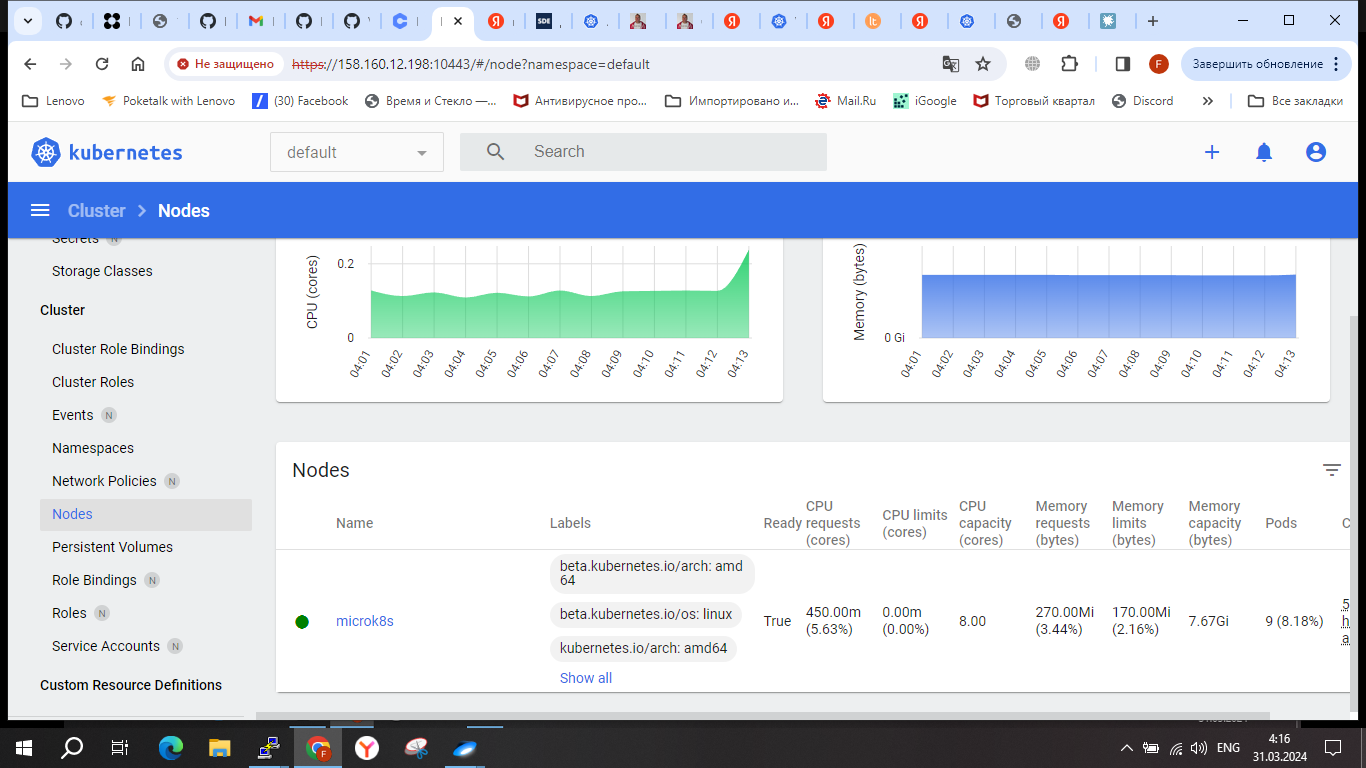 Не защищено https://158.160.12.198:10443/#/node?namespace=default Завершить обновление
Lenovo Poketalk with Lenovo (30) Facebook Время и Стекло —... Антивирусное про... Импортировано и... Mail.Ru iGoogle Торговый квартал Discord » Все закладки
kubernetes default Search
Cluster Nodes
Secrets N
Storage Classes
Cluster
Cluster Role Bindings
Cluster Roles
Events N
Namespaces
Network Policies N
Nodes
Persistent Volumes
Role Bindings N
Roles N
Service Accounts N
Custom Resource Definitions
CPU (cores)
0.2
0
04:01 04:02 04:03 04:04 04:05 04:06 04:07 04:08 04:09 04:10 04:11 04:12 04:13
Memory (bytes)
0 Gi
04:01 04:02 04:03 04:04 04:05 04:06 04:07 04:08 04:09 04:10 04:11 04:12 04:13
Nodes
Name Labels Ready CPU requests (cores) CPU limits (cores) CPU capacity (cores) Memory requests (bytes) Memory limits (bytes) Memory capacity (bytes) Pods
microk8s
beta.kubernetes.io/arch: amd
64
beta.kubernetes.io/os: linux
kubernetes.io/arch: amd64
Show all
True 450.00m (5.63%) 0.00m (0.00%) 8.00 270.00Mi (3.44%) 170.00Mi (2.16%) 7.67Gi 9 (8.18%)
ENG
4:16
31.03.2024